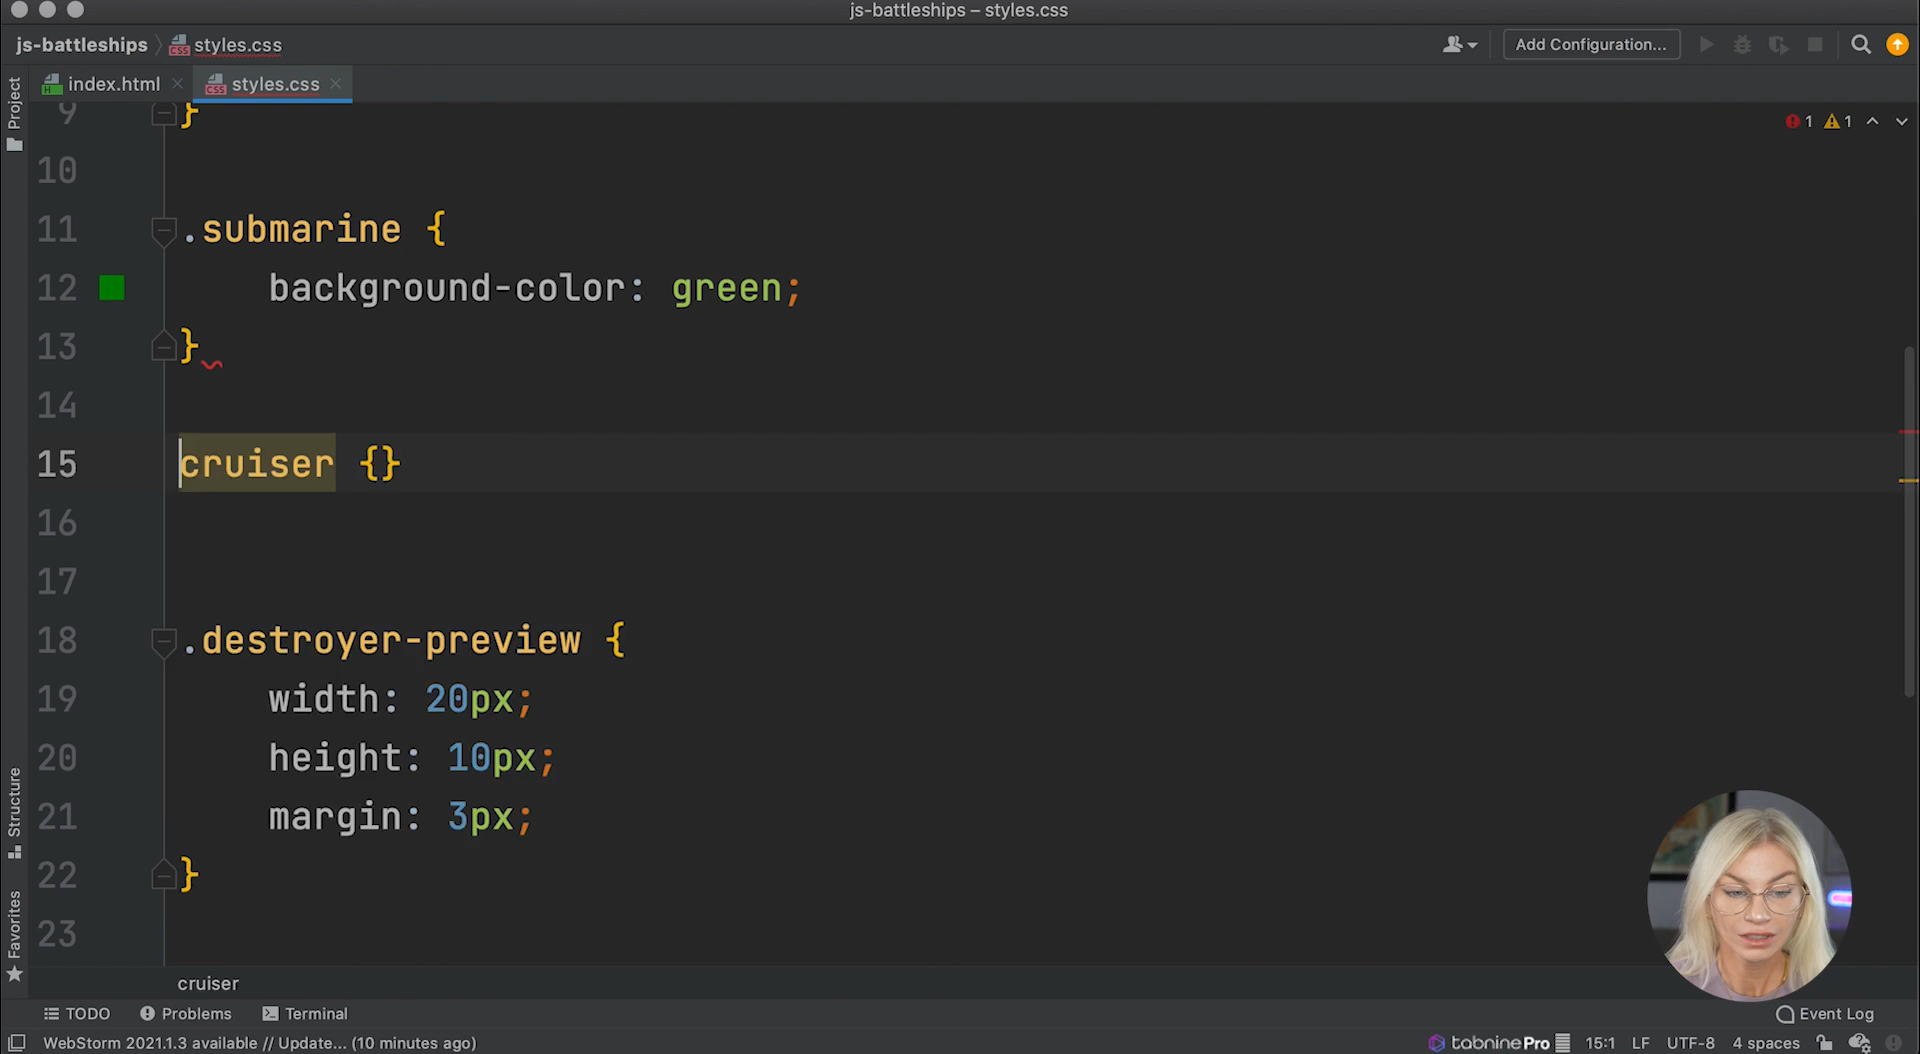 js-battleships – styles.css
js-battleships styles.css
Add Configuration...
index.html
styles.css
Project
Structure
Favorites
9 }
1 1
10
11 .submarine {
12 background-color: green;
13 }
14
15 cruiser {}
16
17
18 .destroyer-preview {
19 width: 20px;
20 height: 10px;
21 margin: 3px;
22 }
23
cruiser
TODO Problems Terminal Event Log
WebStorm 2021.1.3 available // Update... (10 minutes ago) tabnine Pro 15:1 LF UTF-8 4 spaces